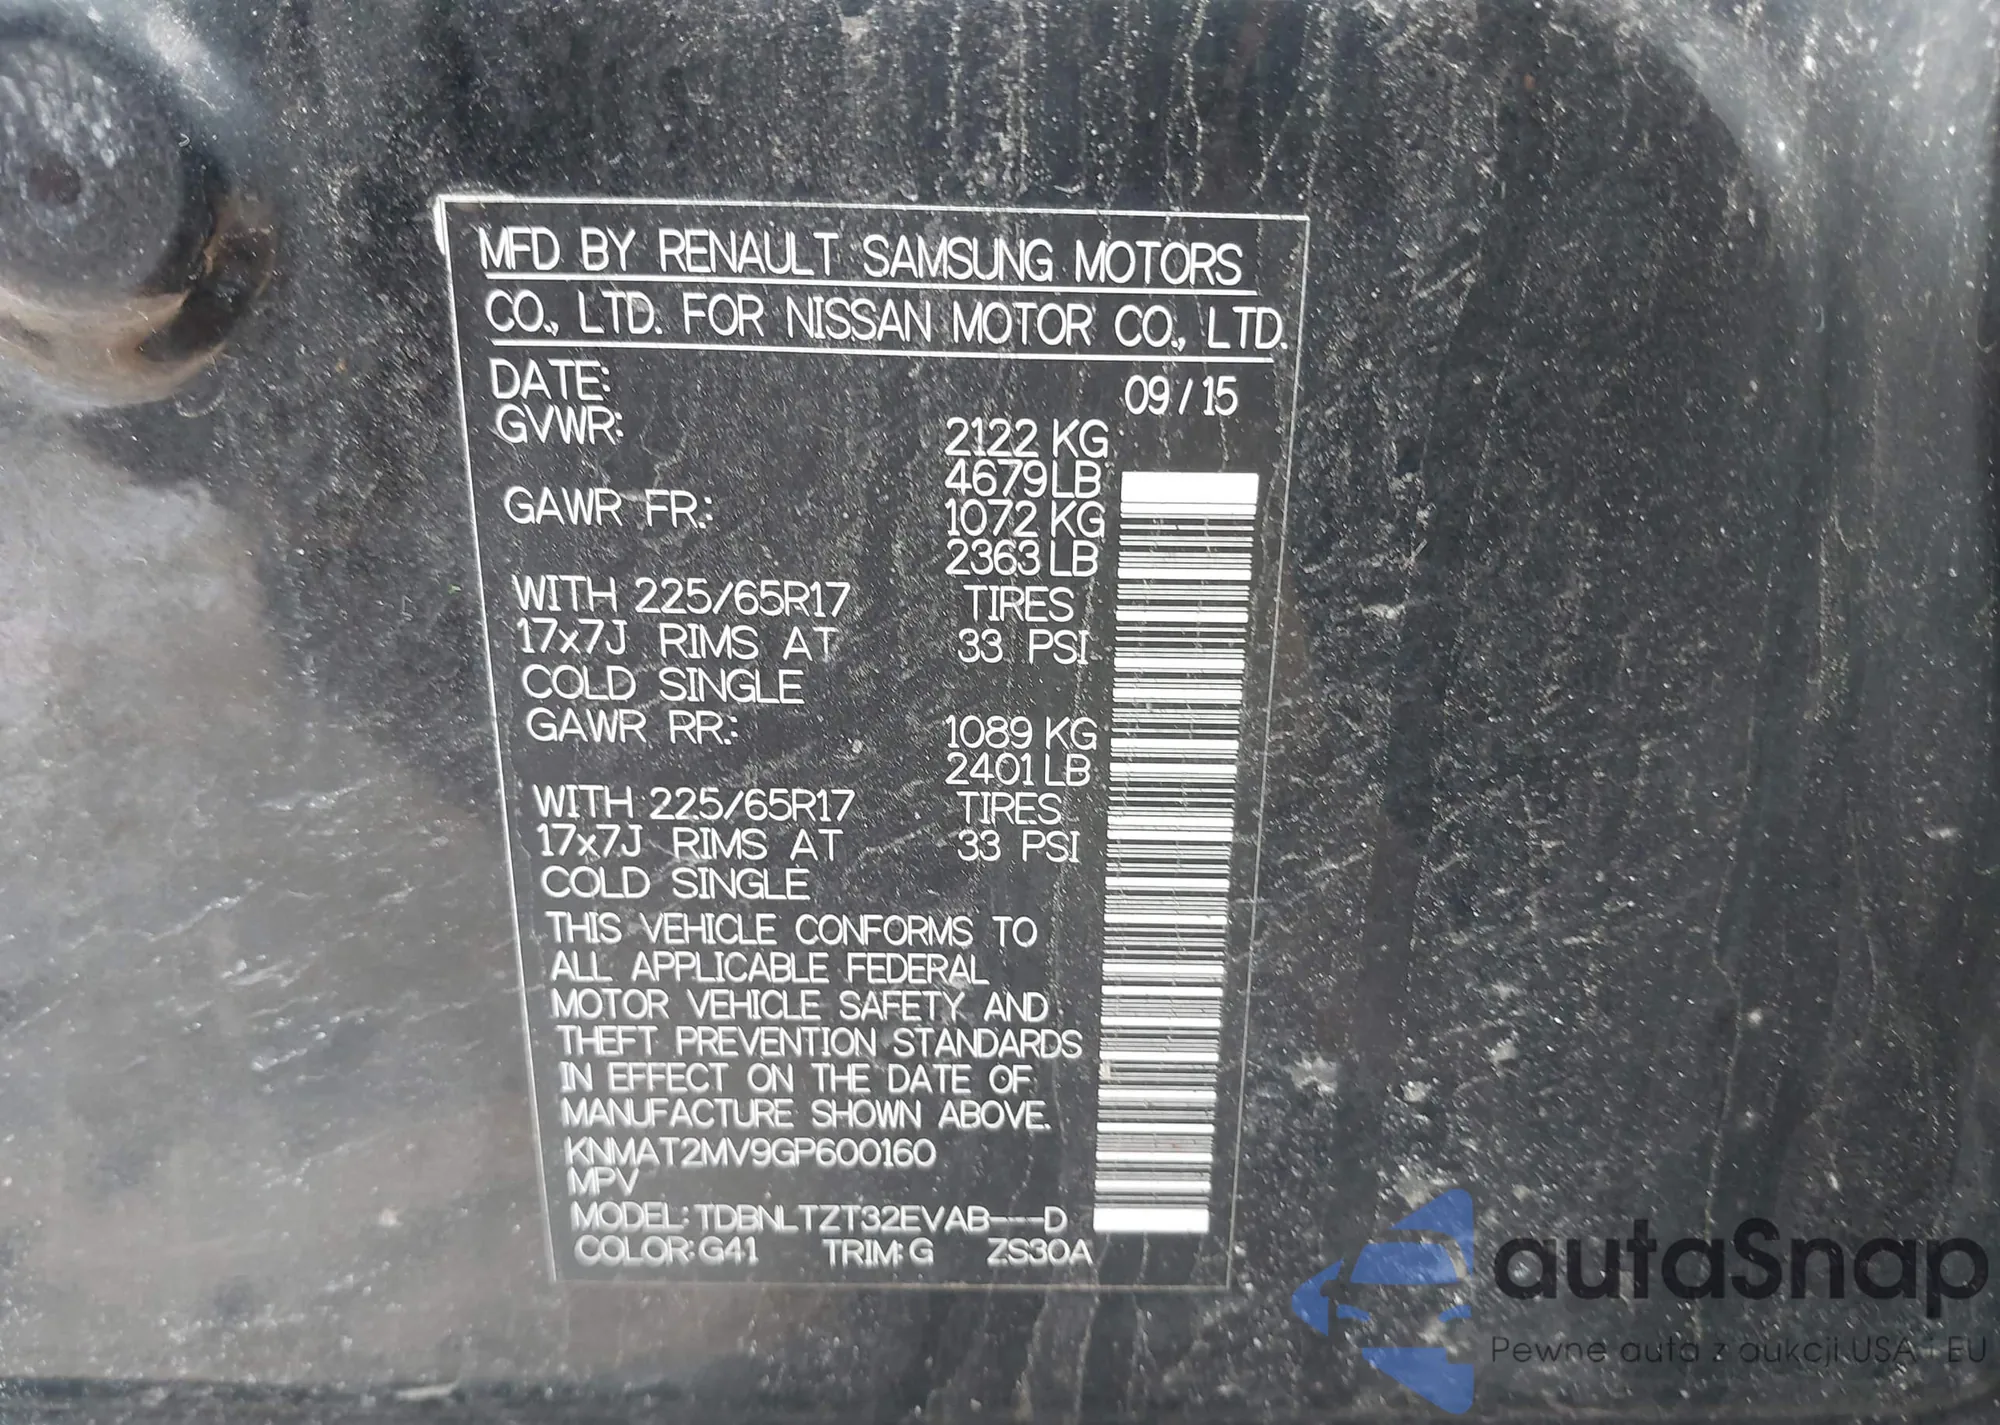 MFD BY RENAULT SAMSUNG MOTORS
CO., LTD. FOR NISSAN MOTOR CO., LTD.
DATE: 09 / 15
GVWR: 2122 KG
4679 LB
GAWR FR.: 1072 KG
2363 LB
WITH 225/65R17 TIRES
17x7J RIMS AT 33 PSI
COLD SINGLE
GAWR RR: 1089 KG
2401 LB
WITH 225/65R17 TIRES
17x7J RIMS AT 33 PSI
COLD SINGLE
THIS VEHICLE CONFORMS TO
ALL APPLICABLE FEDERAL
MOTOR VEHICLE SAFETY AND
THEFT PREVENTION STANDARDS
IN EFFECT ON THE DATE OF
MANUFACTURE SHOWN ABOVE.
KNMAT2MV9GP600160
MPV
MODEL: TDBNLTZT32EVAB---D
COLOR: G41 TRIM: G ZS30A
autaSnap
Pewne auta z aukcji USA i EU